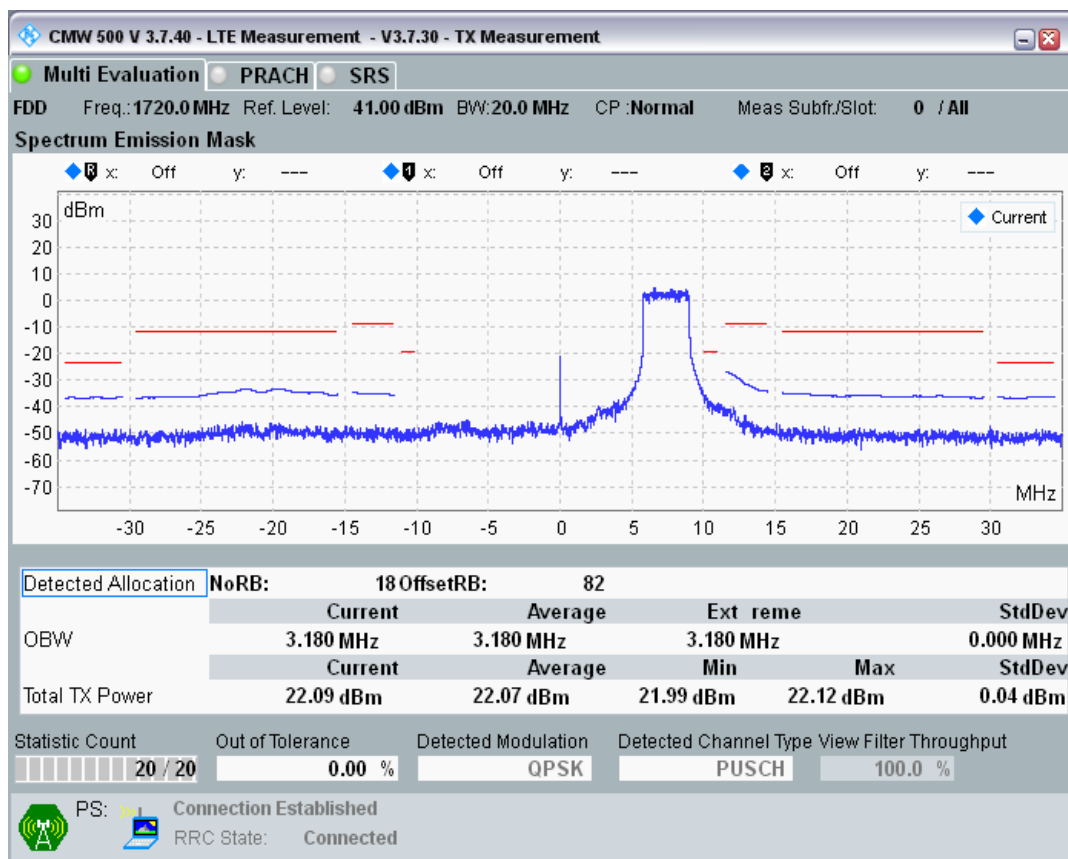 CMW 500 V 3.7.40 - LTE Measurement - V3.7.30 - TX Measurement
Multi Evaluation PRACH SRS
FDD Freq.: 1720.0 MHz Ref. Level: 41.00 dBm BW: 20.0 MHz CP : Normal Meas Subfr./Slot: 0 / All
Spectrum Emission Mask
R x: Off y: --- 1 x: Off y: --- 2 x: Off y: ---
dBm
Current
30
20
10
0
-10
-20
-30
-40
-50
-60
-70
MHz
-30 -25 -20 -15 -10 -5 0 5 10 15 20 25 30
Detected Allocation NoRB: 18 OffsetRB: 82
Current Average Ext reme StdDev
OBW 3.180 MHz 3.180 MHz 3.180 MHz 0.000 MHz
Current Average Min Max StdDev
Total TX Power 22.09 dBm 22.07 dBm 21.99 dBm 22.12 dBm 0.04 dBm
Statistic Count Out of Tolerance Detected Modulation Detected Channel Type View Filter Throughput
20 / 20 0.00 % QPSK PUSCH 100.0 %
PS: Connection Established
RRC State: Connected